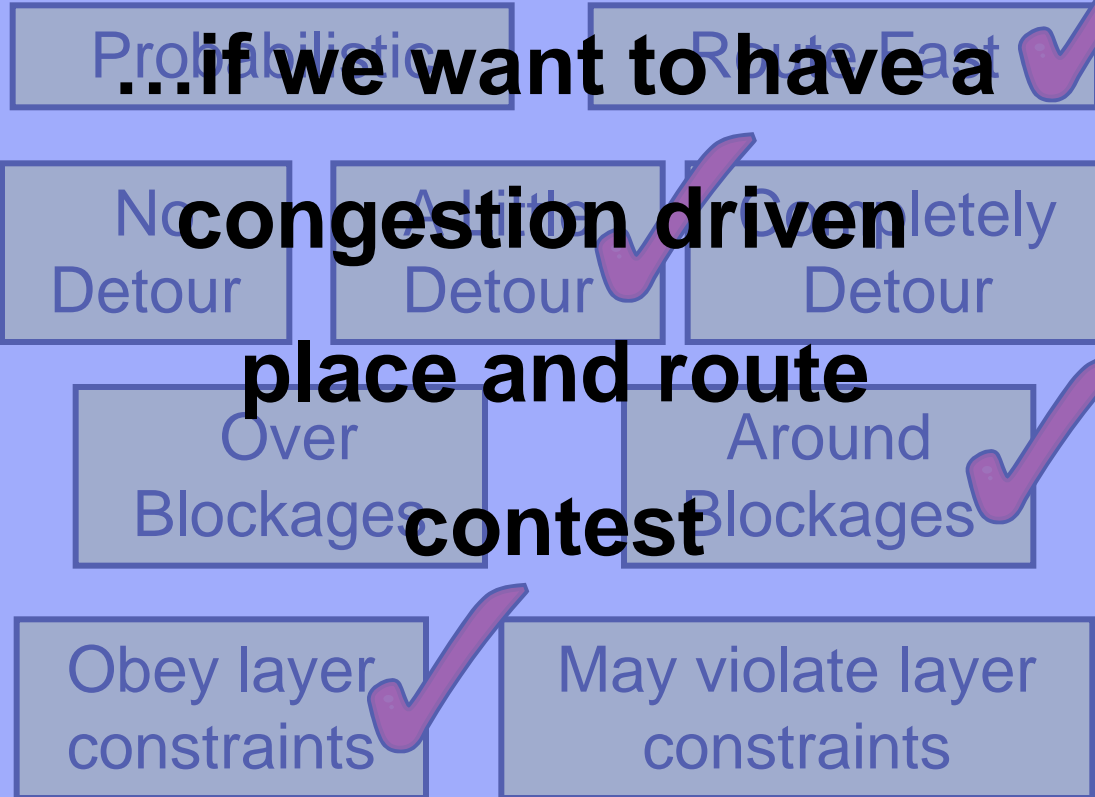 Probabilistic
Route Fast
…if we want to have a
No
Detour
A Little
Detour
Completely
Detour
congestion driven
place and route
Over
Blockages
Around
Blockages
contest
Obey layer
constraints
May violate layer
constraints